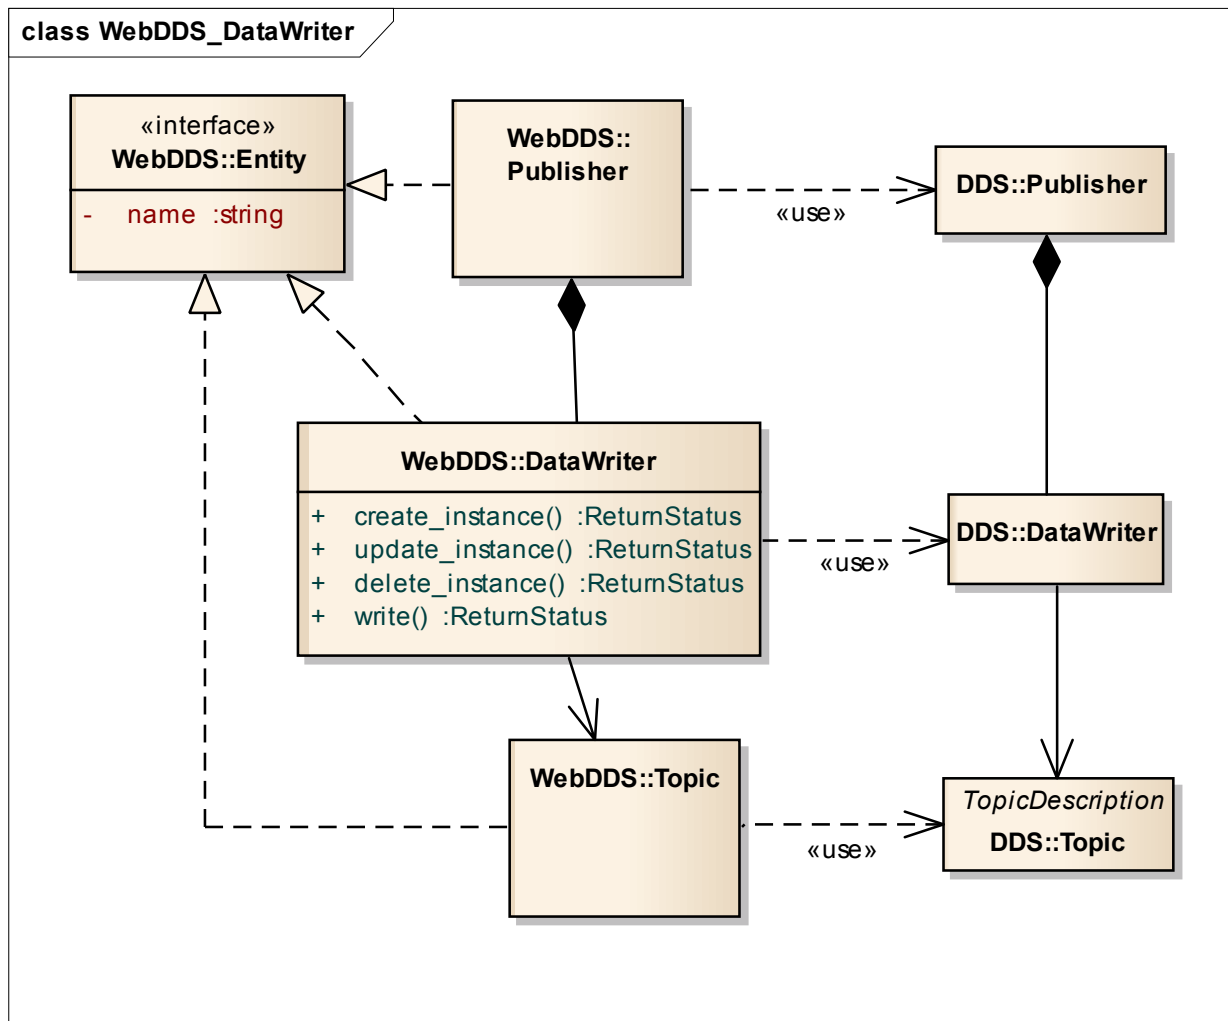 class WebDDS_DataWriter
«interface»
WebDDS::Entity
- name :string
WebDDS::
Publisher
«use»
DDS::Publisher
WebDDS::DataWriter
+ create_instance() :ReturnStatus
+ update_instance() :ReturnStatus
+ delete_instance() :ReturnStatus
+ write() :ReturnStatus
«use»
DDS::DataWriter
WebDDS::Topic
«use»
TopicDescription
DDS::Topic